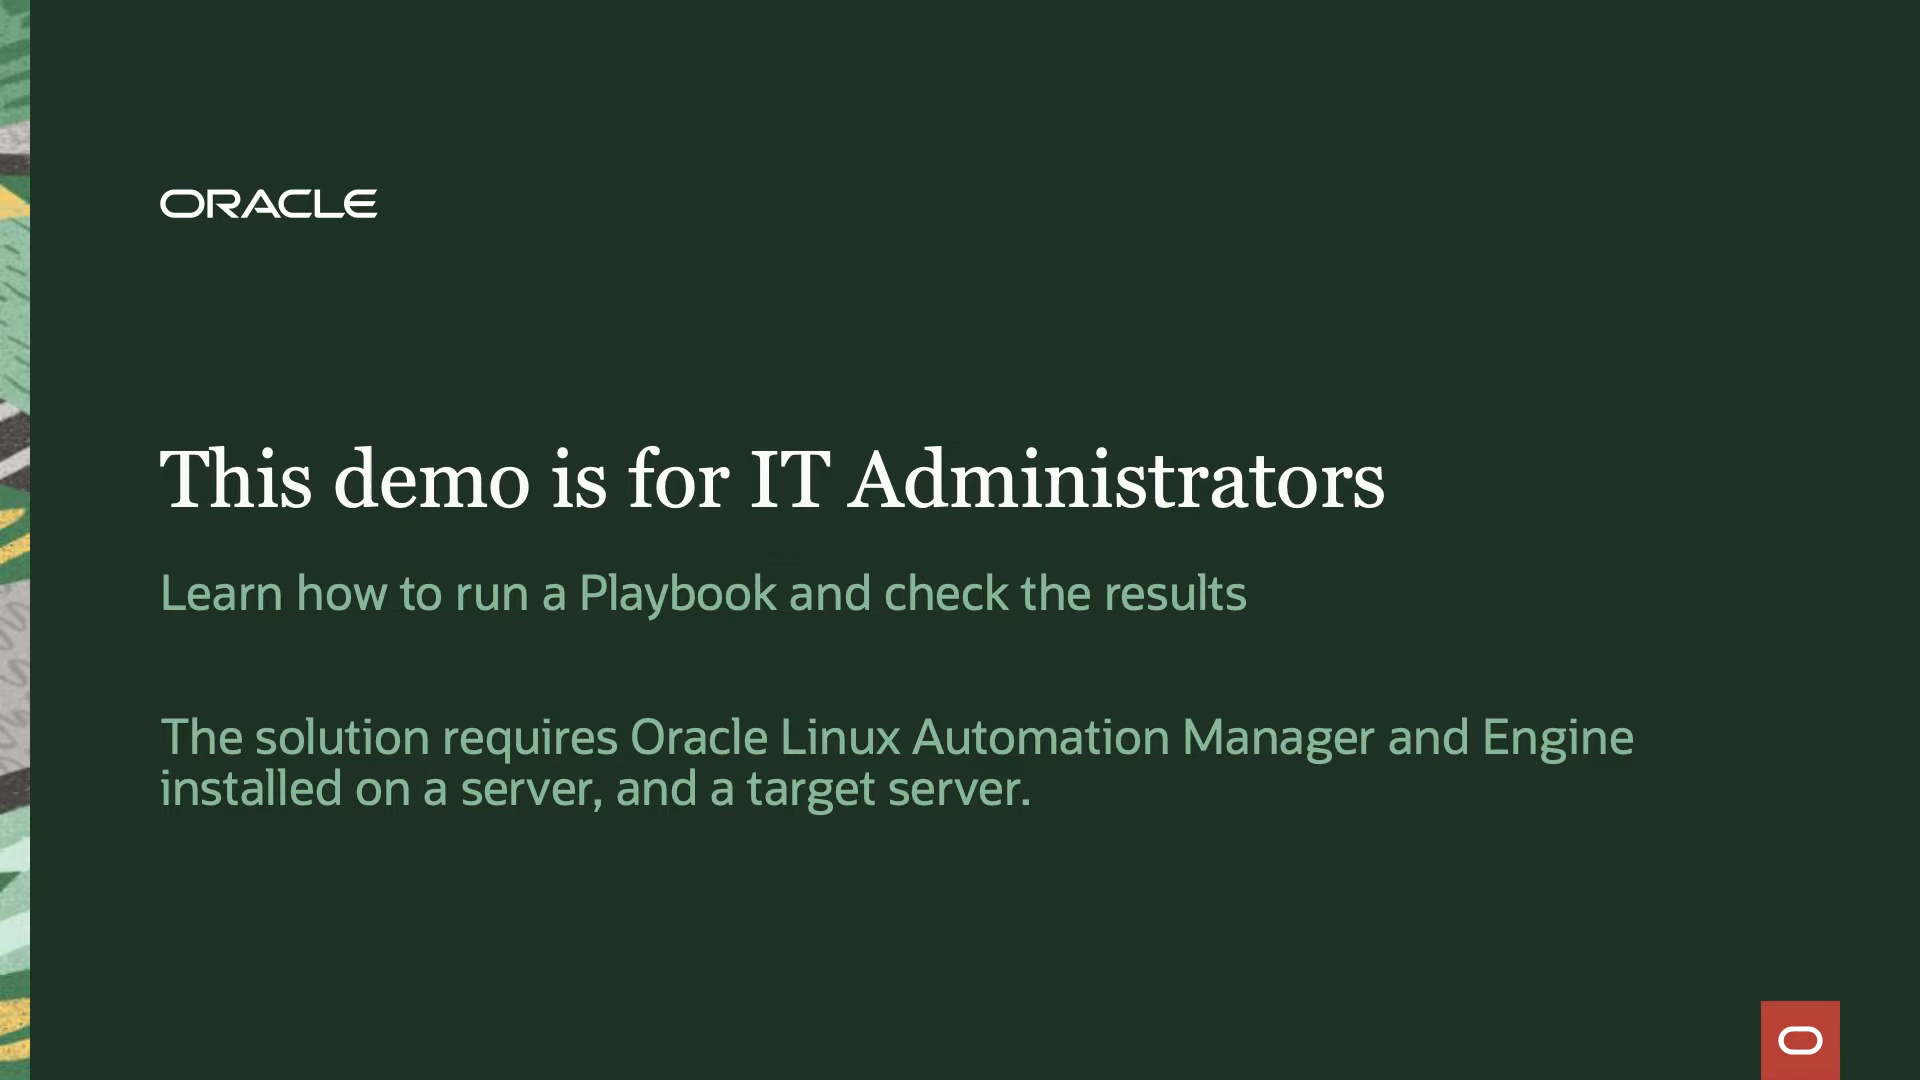 ORACLE
This demo is for IT Administrators
Learn how to run a Playbook and check the results
The solution requires Oracle Linux Automation Manager and Engine
installed on a server, and a target server.